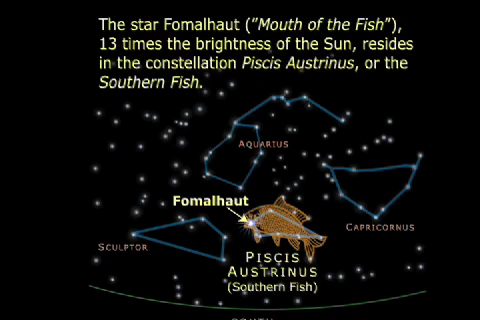 The star Fomalhaut ("Mouth of the Fish"),
13 times the brightness of the Sun, resides
in the constellation Piscis Austrinus, or the
Southern Fish.
AQUARIUS
Fomalhaut
CAPRICORNUS
SCULPTOR
PISCIS
AUSTRINUS
(Southern Fish)